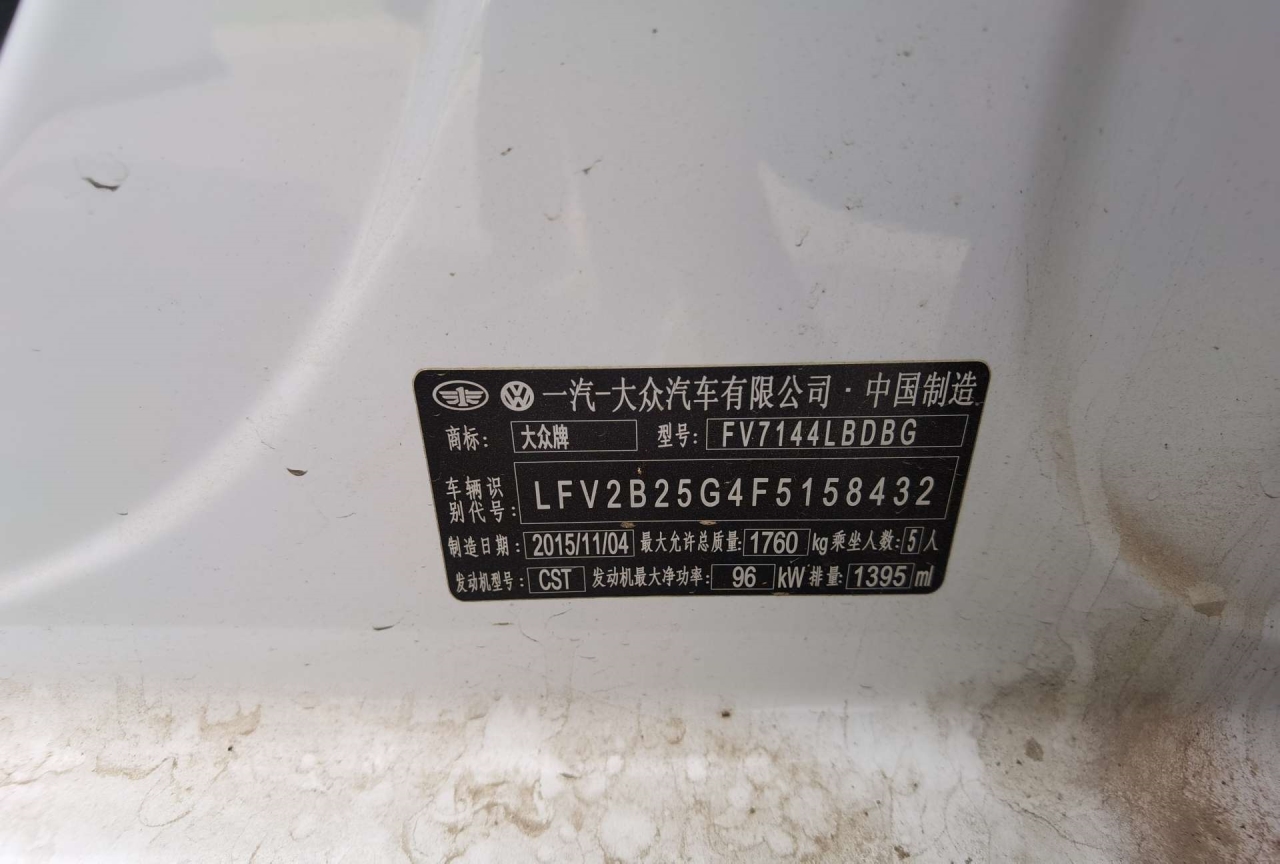 一汽-大众汽车有限公司·中国制造
商标: 大众牌 型号: FV7144LBDBG
车辆识
别代号: LFV2B25G4F5158432
制造日期: 2015/11/04 最大允许总质量: 1760 kg 乘坐人数: 5 人
发动机型号: CST 发动机最大净功率: 96 kW 排量: 1395 ml